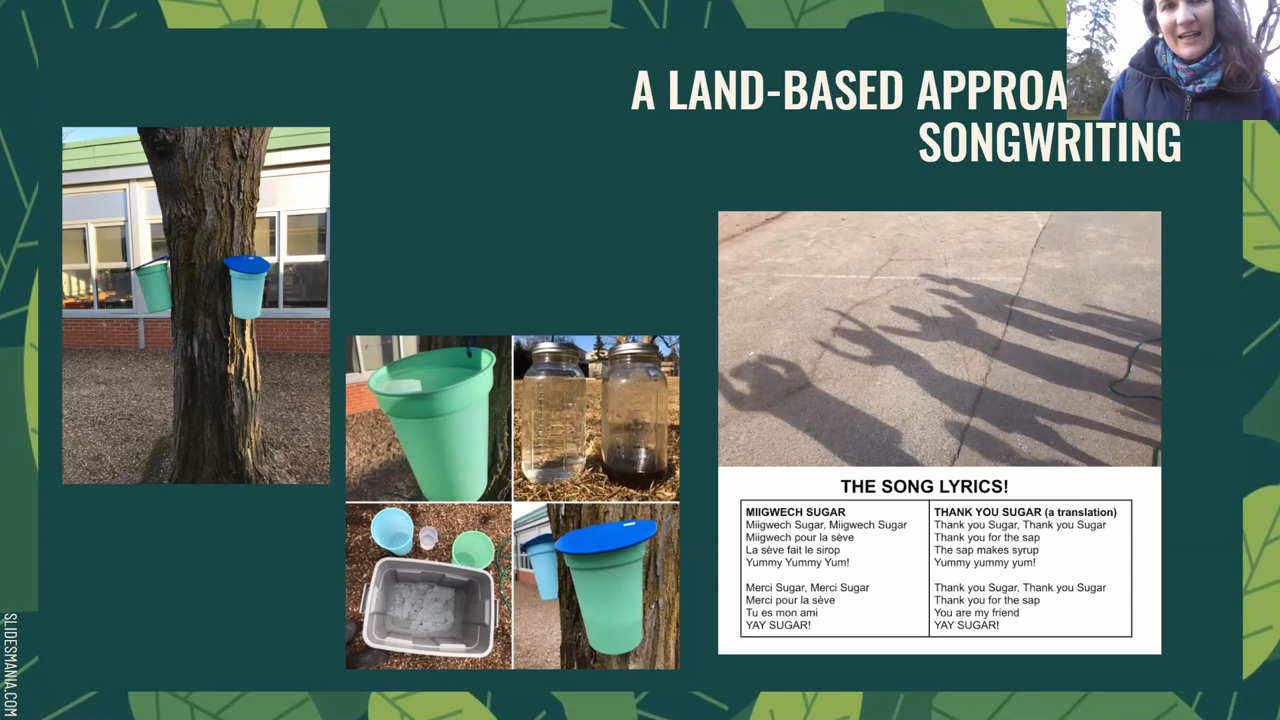 A LAND-BASED
SONGWRITING
THE SONG LYRICS!
MIIGWECH SUGAR
Miigwech Sugar, Miigwech Sugar
Miigwech pour la sève
La sève fait le sirop
Yummy Yummy Yum!
Merci Sugar, Merci Sugar
Merci pour la sève
Tu es mon ami
YAY SUGAR!
THANK YOU SUGAR (a translation)
Thank you Sugar, Thank you Sugar
Thank you for the sap
The sap makes syrup
Yummy yummy yum!
Thank you Sugar, Thank you Sugar
Thank you for the sap
You are my friend
YAY SUGAR!
SLIDESMANIA.COM